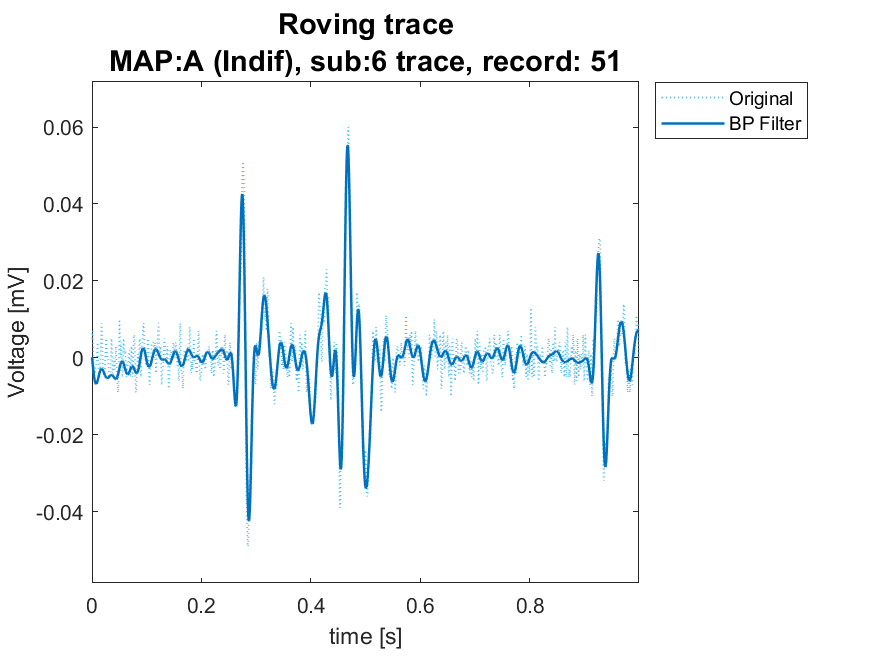 Roving trace
MAP:A (Indif), sub:6 trace, record: 51
Original
BP Filter
0.06
0.04
0.02
0
-0.02
-0.04
Voltage [mV]
0 0.2 0.4 0.6 0.8
time [s]